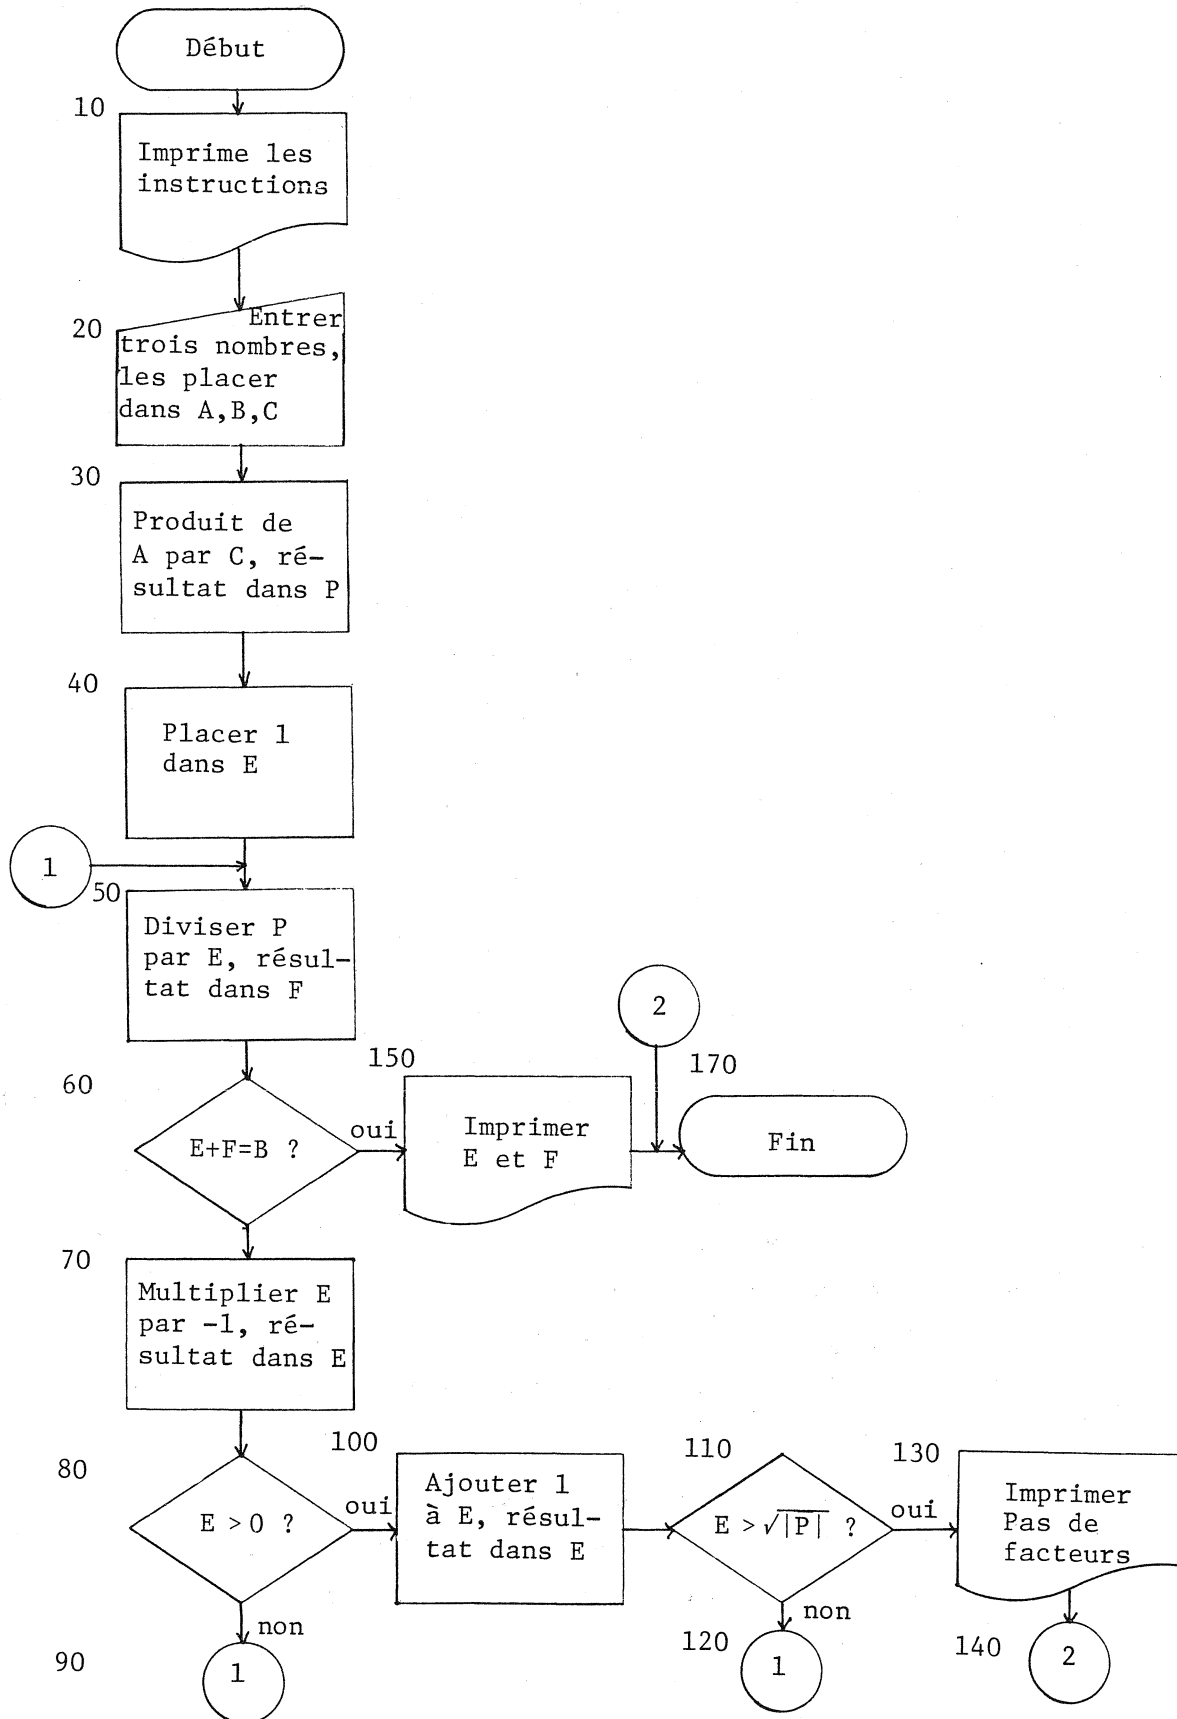 Début
10
Imprime les
instructions
20
Entrer
trois nombres,
les placer
dans A,B,C
30
Produit de
A par C, ré-
sultat dans P
40
Placer 1
dans E
1
50
Diviser P
par E, résul-
tat dans F
60
E+F=B ?
oui
150
Imprimer
E et F
2
170
Fin
70
Multiplier E
par -1, ré-
sultat dans E
80
E >0 ?
oui
100
Ajouter 1
à E, résul-
tat dans E
110
E >√|P| ?
oui
130
Imprimer
Pas de
facteurs
non
90
1
non
120
1
140
2